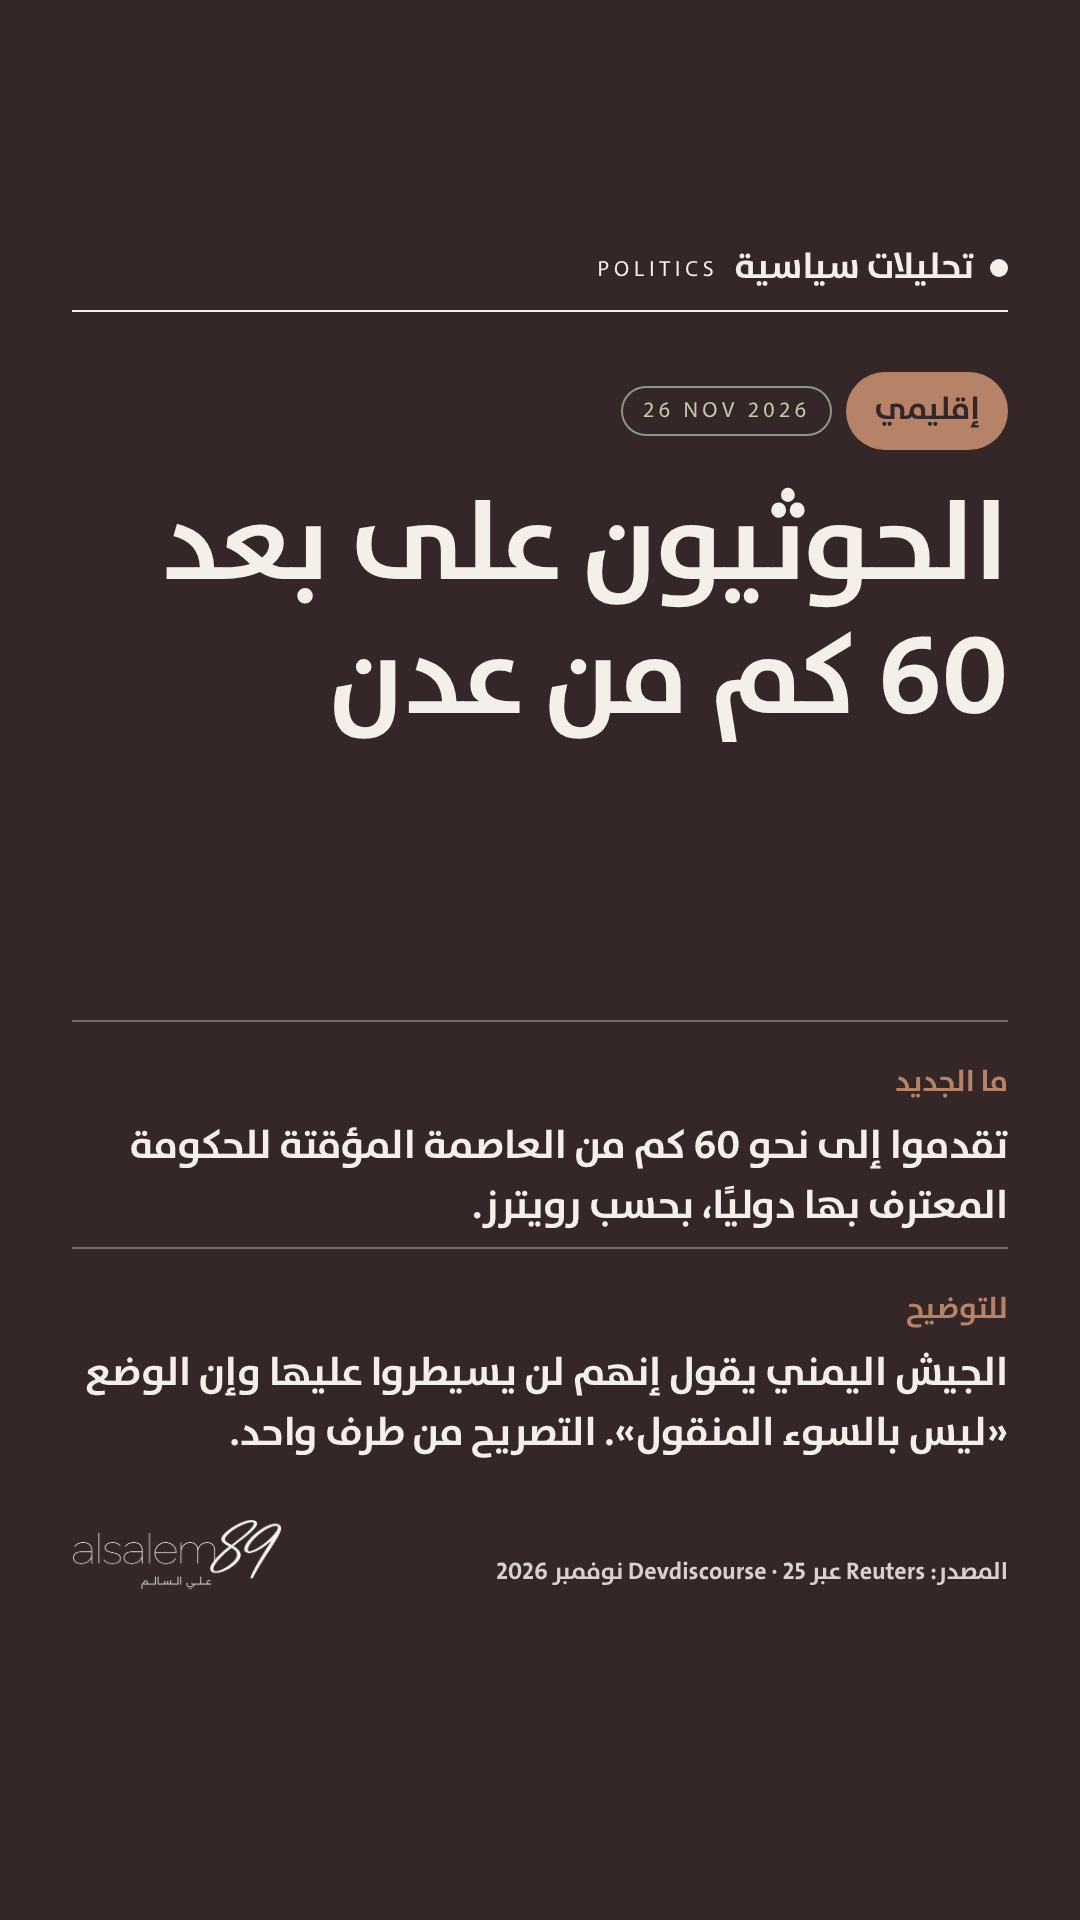 تحليلات سياسية POLITICS
إقليمي 26 NOV 2026
الحوثيون على بعد
60 كم من عدن
ما الجديد
تقدموا إلى نحو 60 كم من العاصمة المؤقتة للحكومة
المعترف بها دوليًا، بحسب رويترز.
للتوضيح
الجيش اليمني يقول إنهم لن يسيطروا عليها وإن الوضع
«ليس بالسوء المنقول». التصريح من طرف واحد.
المصدر: Reuters عبر Devdiscourse · 25 نوفمبر 2026
alsalem89
علي السالم